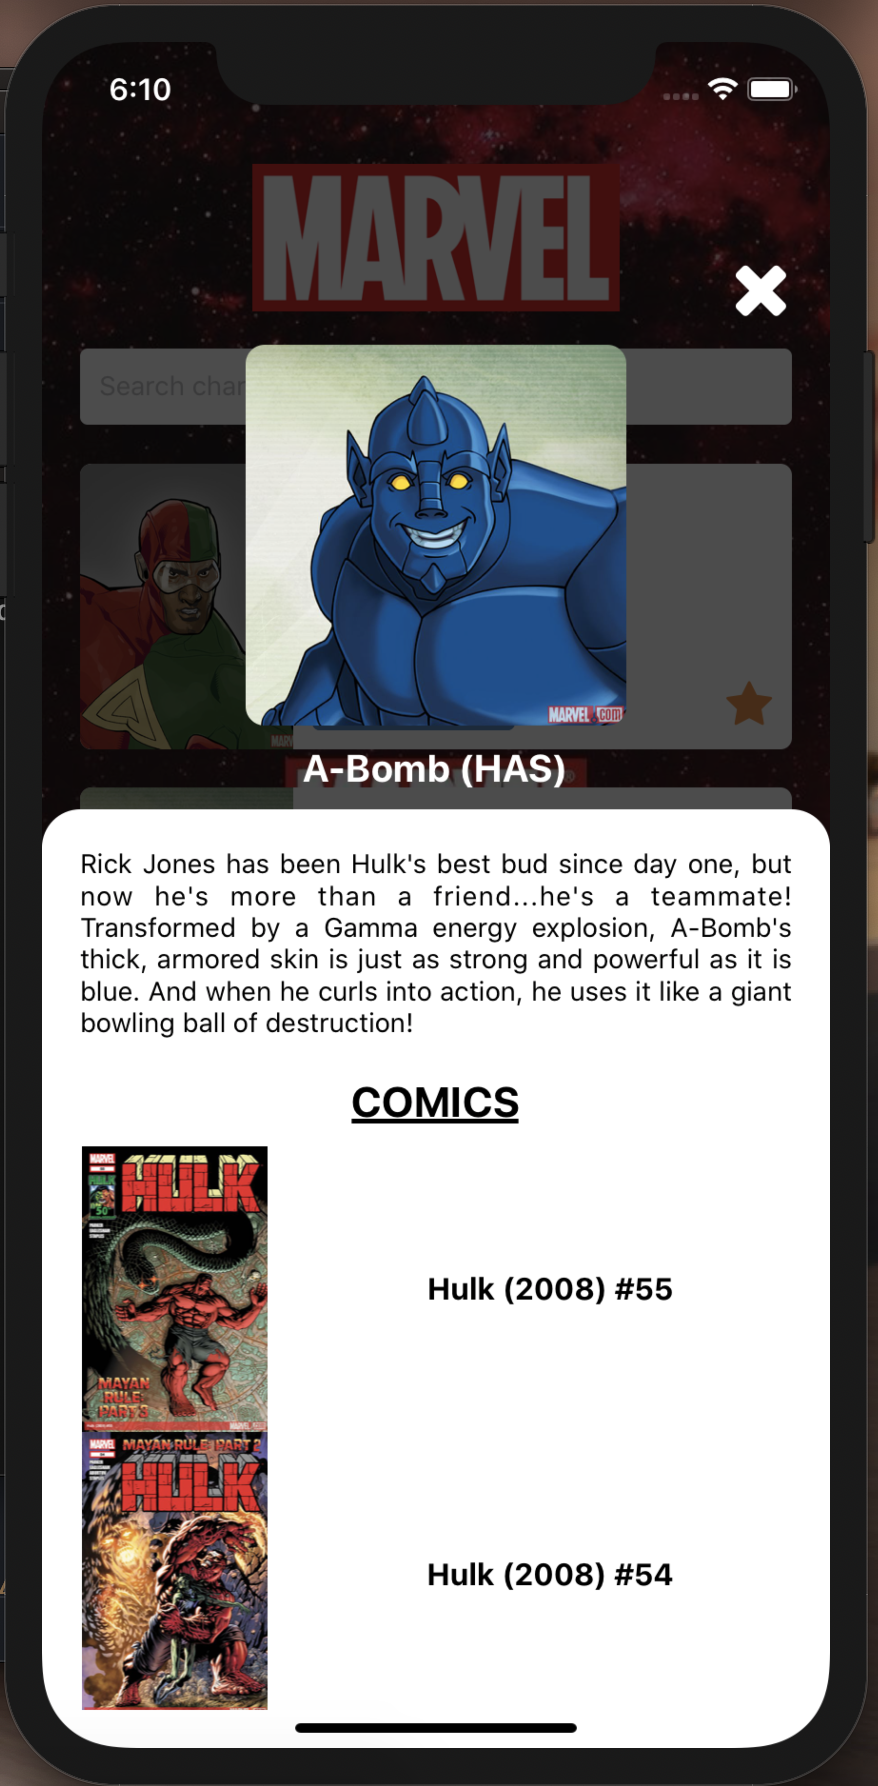 6:10
MARVEL
Search char
MARVEL.com
MARV
A-Bomb (HAS)
Rick Jones has been Hulk's best bud since day one, but
now he's more than a friend...he's a teammate!
Transformed by a Gamma energy explosion, A-Bomb's
thick, armored skin is just as strong and powerful as it is
blue. And when he curls into action, he uses it like a giant
bowling ball of destruction!
COMICS
MARVEL
HULK
HULK
50
MAYAN
RULE
PART 3
MARVEL
Hulk (2008) #55
MARVEL
MAYAN RULE PART 2
HULK
Hulk (2008) #54